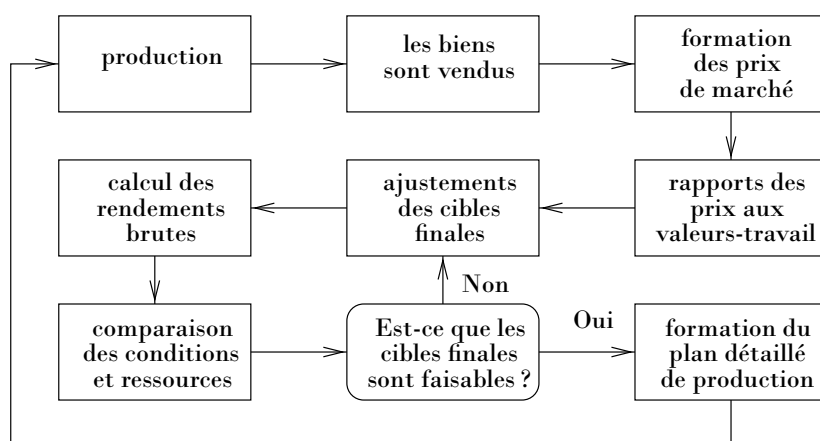 production
les biens
sont vendus
formation
des prix
de marché
calcul des
rendements
brutes
ajustements
des cibles
finales
rapports des
prix aux
valeurs-travail
Non
comparaison
des conditions
et ressources
Est-ce que les
cibles finales
sont faisables ?
Oui
formation du
plan détaillé
de production